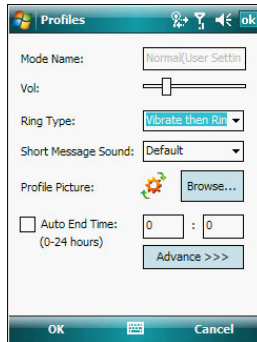 Profiles ok
Mode Name: Normal(User Settin
Vol:
Ring Type: Vibrate then Rin
Short Message Sound: Default
Profile Picture: Browse...
Auto End Time: 0 : 0
(0-24 hours)
Advance >>>
OK Cancel